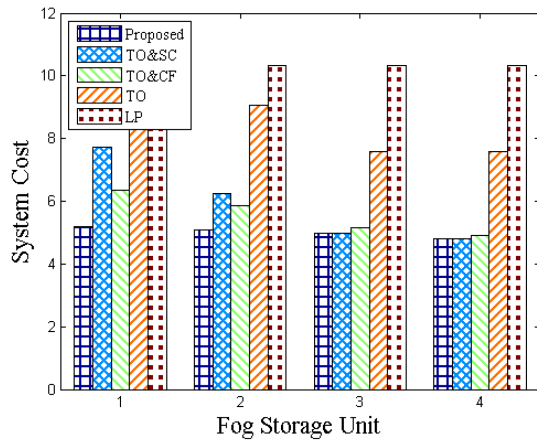 12
10
8
6
4
2
0
System Cost
Proposed
TO&SC
TO&CF
TO
LP
1 2 3 4
Fog Storage Unit